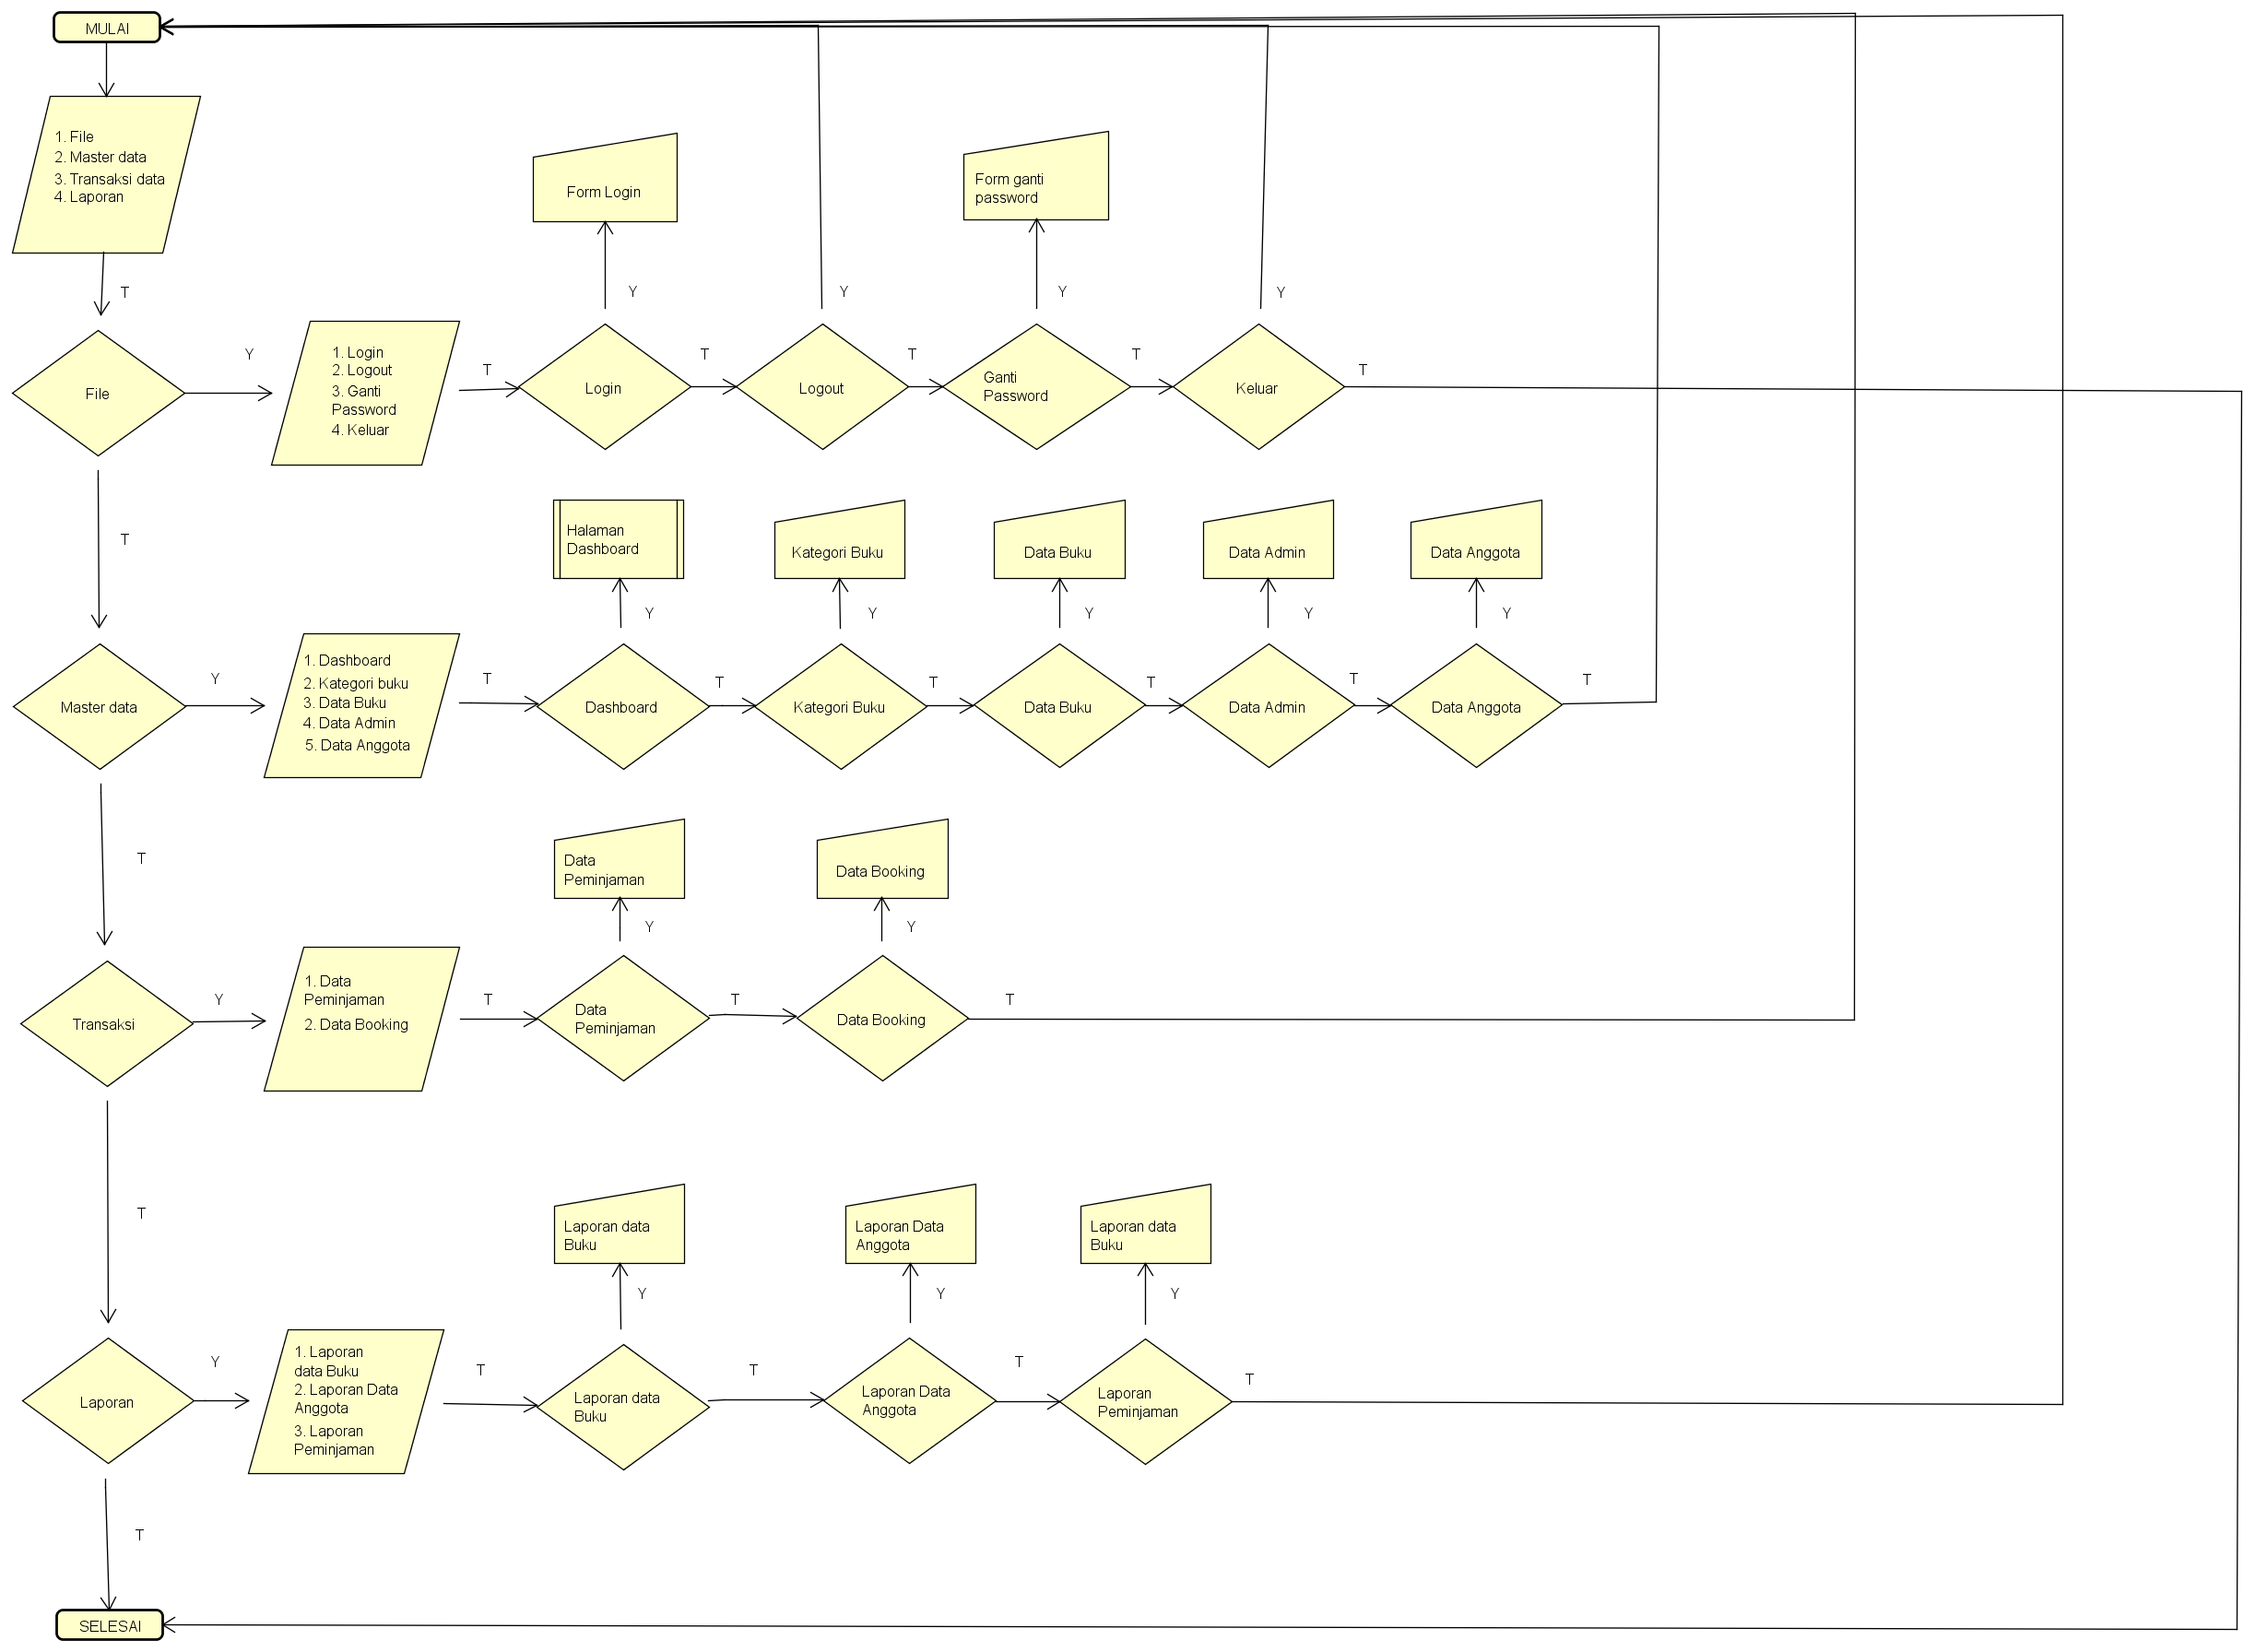 MULAI
1. File
2. Master data
3. Transaksi data
4. Laporan
Form Login
Form ganti
password
T
Y
Y
Y
Y
File
Y
1. Login
2. Logout
3. Ganti
Password
4. Keluar
T
Login
T
Logout
T
Ganti
Password
T
Keluar
T
T
Halaman
Dashboard
Kategori Buku
Data Buku
Data Admin
Data Anggota
Y
Y
Y
Y
Y
Master data
Y
1. Dashboard
2. Kategori buku
3. Data Buku
4. Data Admin
5. Data Anggota
T
Dashboard
T
Kategori Buku
T
Data Buku
T
Data Admin
T
Data Anggota
T
T
Data
Peminjaman
Data Booking
Y
Y
Transaksi
Y
1. Data
Peminjaman
2. Data Booking
T
Data
Peminjaman
T
Data Booking
T
T
Laporan data
Buku
Laporan Data
Anggota
Laporan data
Buku
Y
Y
Y
Laporan
Y
1. Laporan
data Buku
2. Laporan Data
Anggota
3. Laporan
Peminjaman
T
Laporan data
Buku
T
Laporan Data
Anggota
T
Laporan
Peminjaman
T
T
SELESAI